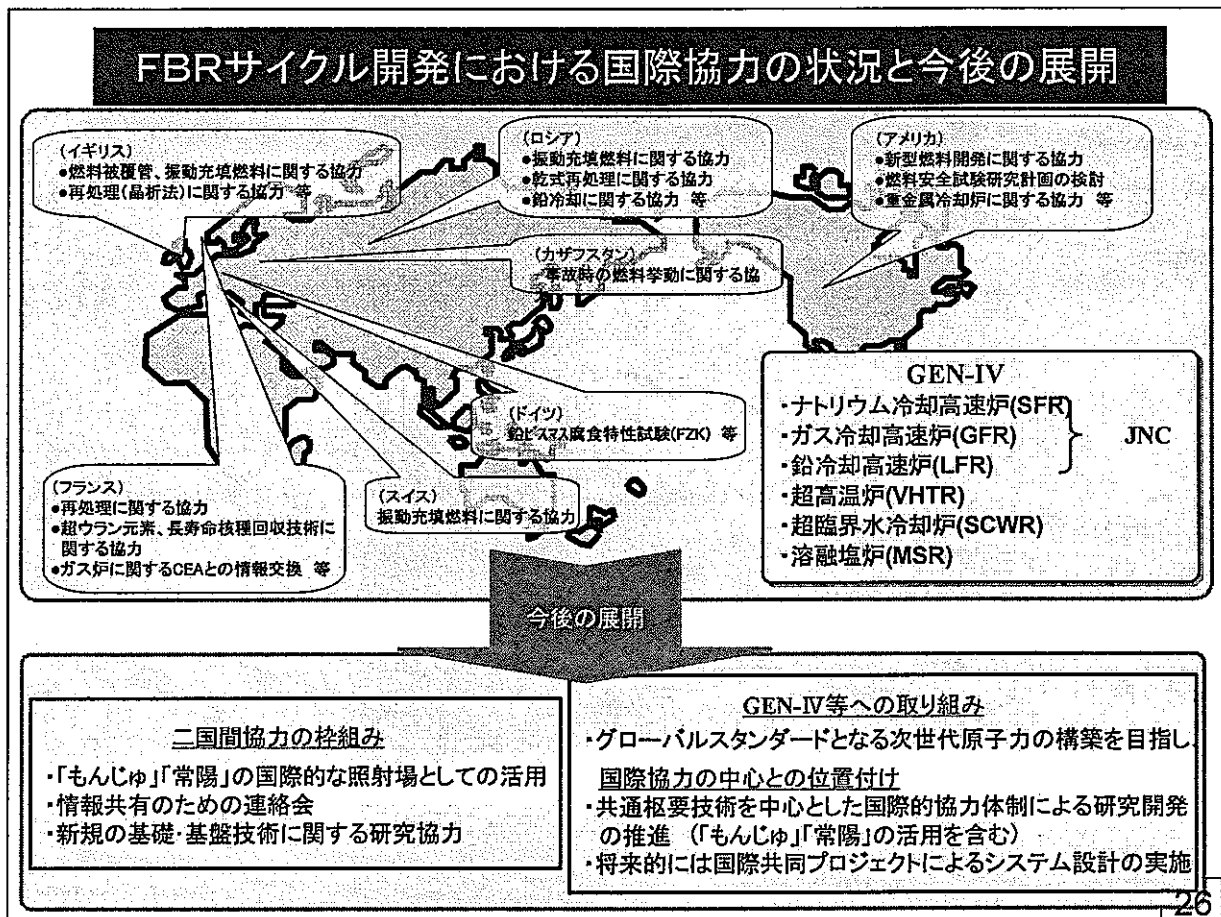 FBRサイクル開発における国際協力の状況と今後の展開
(イギリス)
●燃料被覆管、振動充填燃料に関する協力
●再処理(晶析法)に関する協力 等
(ロシア)
●振動充填燃料に関する協力
●乾式再処理に関する協力
●鉛冷却に関する協力 等
(アメリカ)
●新型燃料開発に関する協力
●燃料安全試験研究計画の検討
●重金属冷却炉に関する協力 等
(カザフスタン)
事故時の燃料挙動に関する協
(ドイツ)
鉛ビスマス腐食特性試験(FZK) 等
(フランス)
●再処理に関する協力
●超ウラン元素、長寿命核種回収技術に
関する協力
●ガス炉に関するCEAとの情報交換 等
(スイス)
振動充填燃料に関する協力
GEN-IV
・ナトリウム冷却高速炉(SFR)
・ガス冷却高速炉(GFR)
・鉛冷却高速炉(LFR)
JNC
・超高温炉(VHTR)
・超臨界水冷却炉(SCWR)
・溶融塩炉(MSR)
今後の展開
二国間協力の枠組み
・「もんじゅ」「常陽」の国際的な照射場としての活用
・情報共有のための連絡会
・新規の基礎・基盤技術に関する研究協力
GEN-IV等への取り組み
・グローバルスタンダードとなる次世代原子力の構築を目指し、
国際協力の中心との位置付け
・共通枢要技術を中心とした国際的協力体制による研究開発
の推進 (「もんじゅ」「常陽」の活用を含む)
・将来的には国際共同プロジェクトによるシステム設計の実施
26